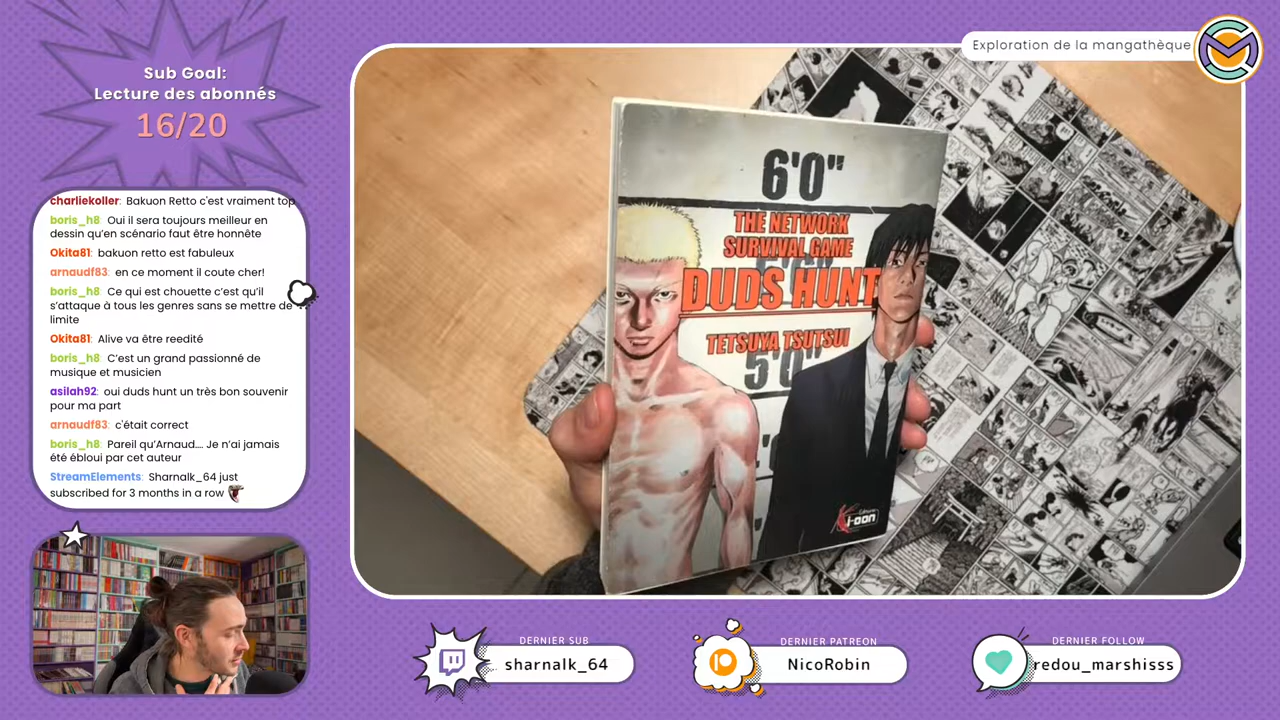 Sub Goal:
Lecture des abonnés
16/20
Exploration de la mangathèque
charliekoller: Bakuon Retto c'est vraiment top
boris_h8: Oui il sera toujours meilleur en
dessin qu'en scénario faut être honnête
Okita81: bakuon retto est fabuleux
arnaudf83: en ce moment il coute cher!
boris_h8: Ce qui est chouette c'est qu'il
s'attaque à tous les genres sans se mettre de
limite
Okita81: Alive va être reedité
boris_h8: C'est un grand passionné de
musique et musicien
asilah92: oui duds hunt un très bon souvenir
pour ma part
arnaudf83: c'était correct
boris_h8: Pareil qu'Arnaud.... Je n'ai jamais
été ébloui par cet auteur
StreamElements: Sharnalk_64 just
subscribed for 3 months in a row
6'0"
THE NETWORK
SURVIVAL GAME
DUDS HUNT
TETSUYA TSUTSUI
5'0"
Editions
Ki-oon
DERNIER SUB
sharnalk_64
DERNIER PATREON
NicoRobin
DERNIER FOLLOW
redou_marshisss